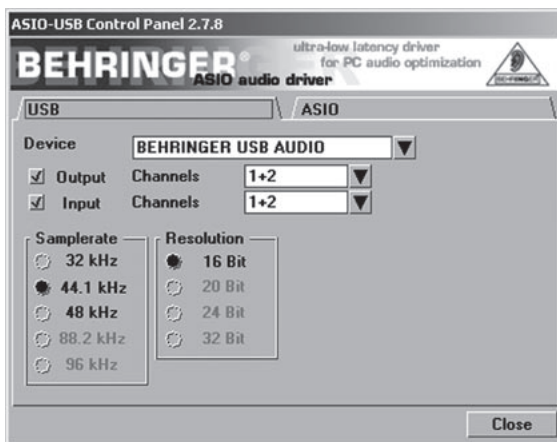 ASIO-USB Control Panel 2.7.8
BEHRINGER®
ultra-low latency driver
for PC audio optimization
ASIO audio driver
BEHRINGER
USB
ASIO
Device BEHRINGER USB AUDIO
Output Channels 1+2
Input Channels 1+2
Samplerate
32 kHz
44.1 kHz
48 kHz
88.2 kHz
96 kHz
Resolution
16 Bit
20 Bit
24 Bit
32 Bit
Close